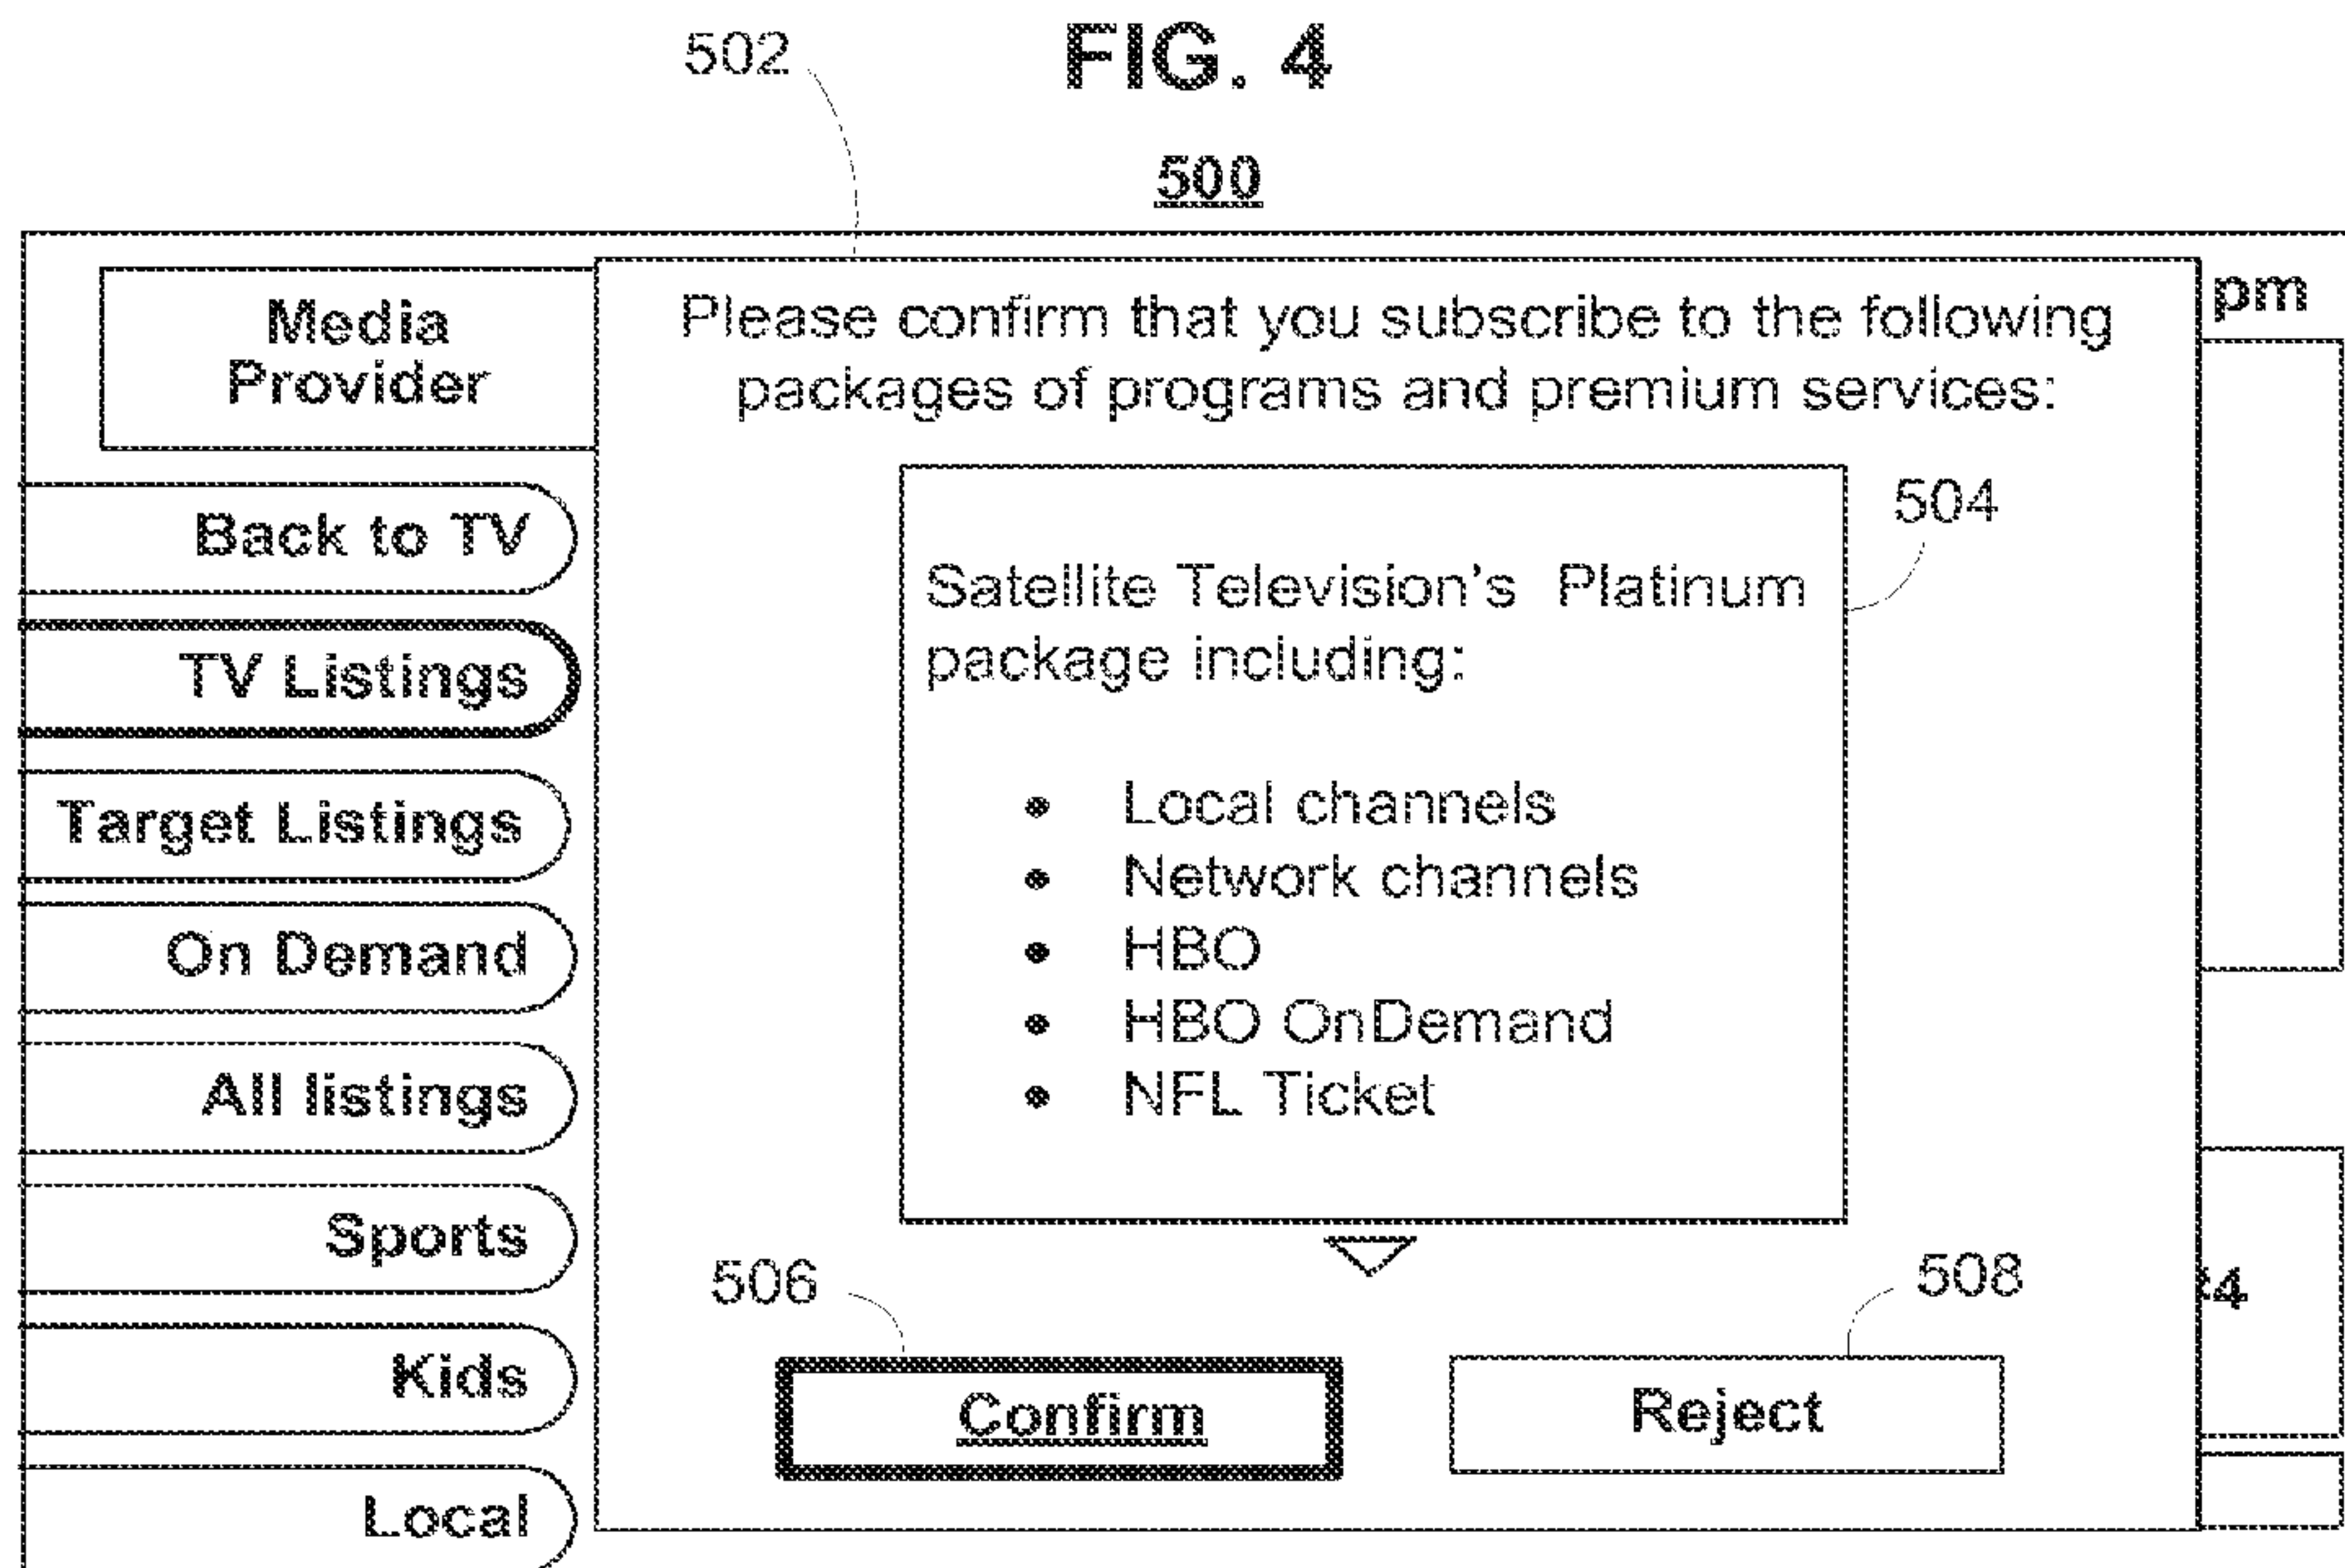 FIG. 4
502
500
Media
Provider
Back to TV
TV Listings
Target Listings
On Demand
All listings
Sports
Kids
Local
Please confirm that you subscribe to the following
packages of programs and premium services:
504
Satellite Television's Platinum
package including:
• Local channels
• Network channels
• HBO
• HBO OnDemand
• NFL Ticket
506
508
Confirm
Reject
pm
4